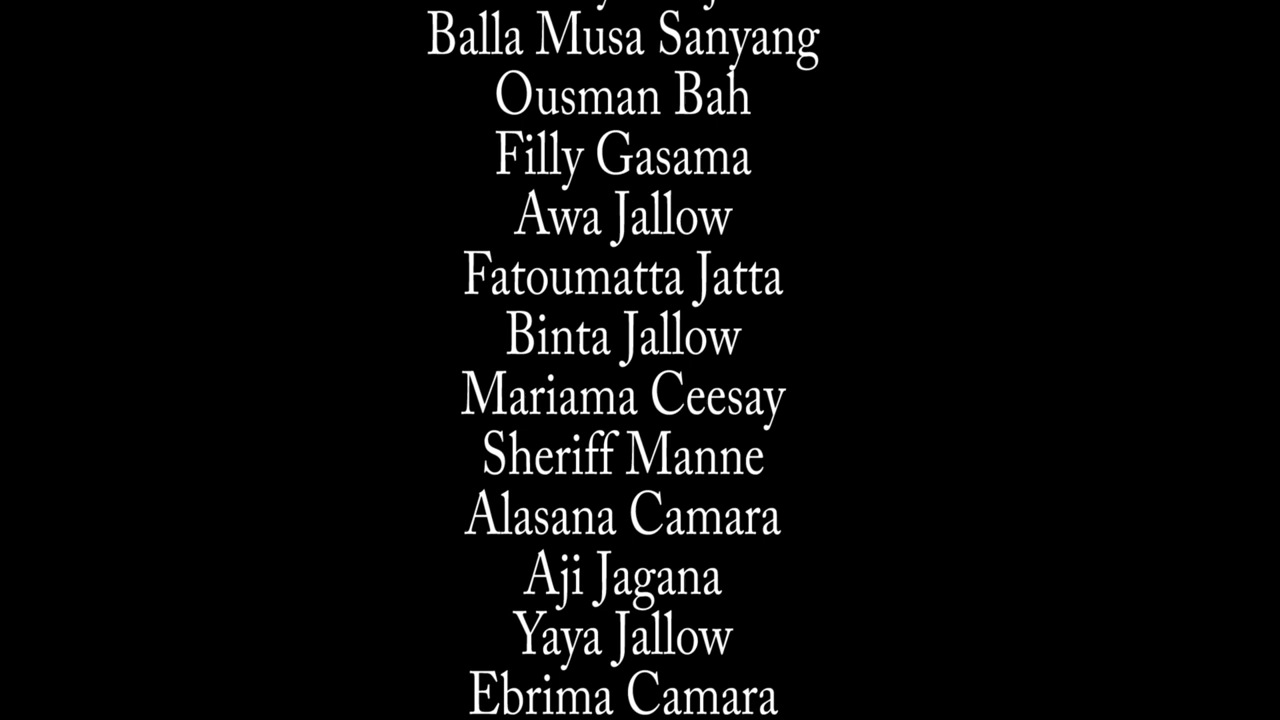 Balla Musa Sanyang
Ousman Bah
Filly Gasama
Awa Jallow
Fatoumatta Jatta
Binta Jallow
Mariama Ceesay
Sheriff Manne
Alasana Camara
Aji Jagana
Yaya Jallow
Ebrima Camara